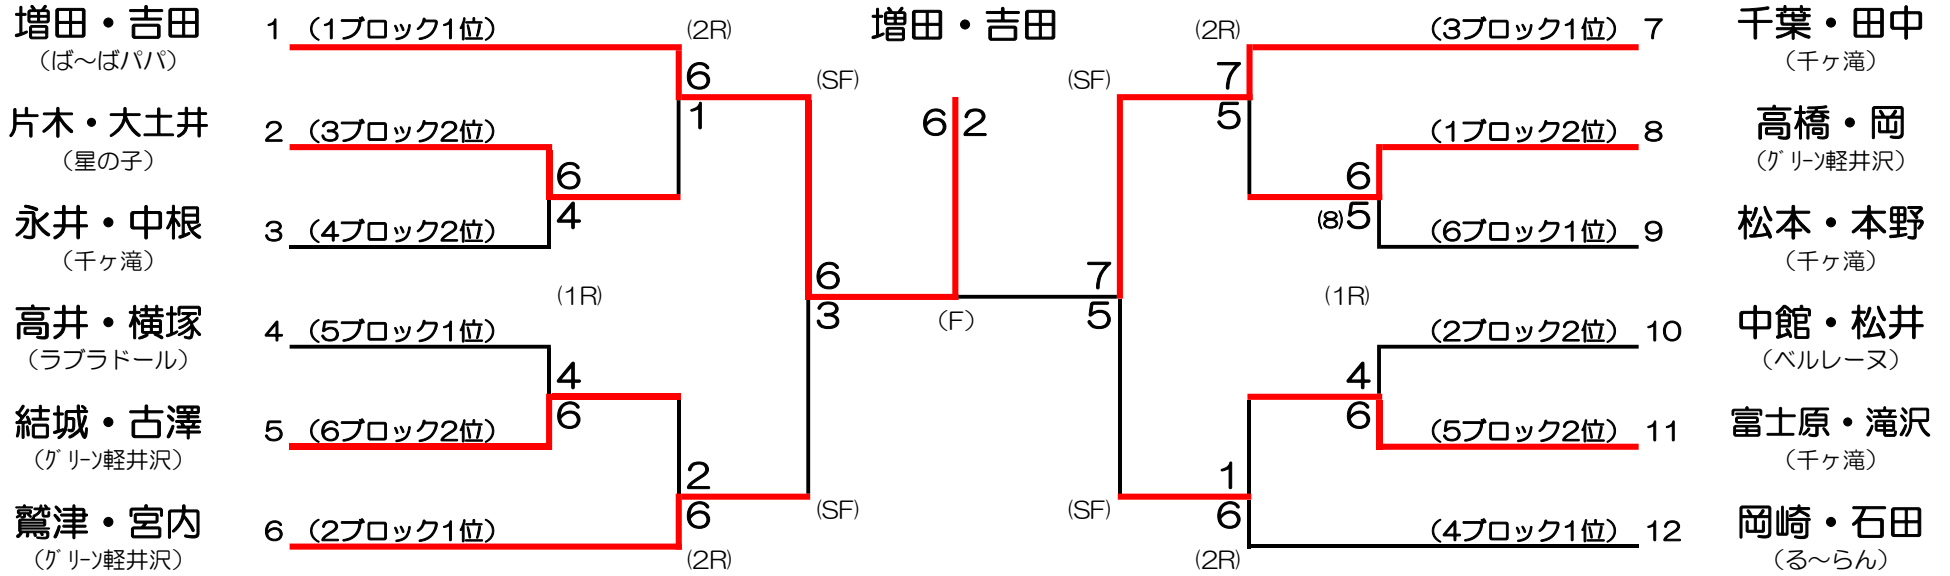 増田・吉田
(ば～ばパパ)
1 (1ブロック1位)
片木・大土井
(星の子)
2 (3ブロック2位)
永井・中根
(千ヶ滝)
3 (4ブロック2位)
高井・横塚
(ラブラドール)
4 (5ブロック1位)
結城・古澤
(グリーン軽井沢)
5 (6ブロック2位)
鷲津・宮内
(グリーン軽井沢)
6 (2ブロック1位)
(2R)
6
1
6
4
(1R)
4
6
2
6
(2R)
(SF)
6
3
(SF)
増田・吉田
6 2
(F)
(SF)
7
5
(SF)
(2R)
7
5
6
(8)5
(1R)
4
6
1
6
(2R)
(3ブロック1位) 7
千葉・田中
(千ヶ滝)
(1ブロック2位) 8
高橋・岡
(グリーン軽井沢)
(6ブロック1位) 9
松本・本野
(千ヶ滝)
(2ブロック2位) 10
中館・松井
(ベルレーヌ)
(5ブロック2位) 11
富士原・滝沢
(千ヶ滝)
(4ブロック1位) 12
岡崎・石田
(る～らん)